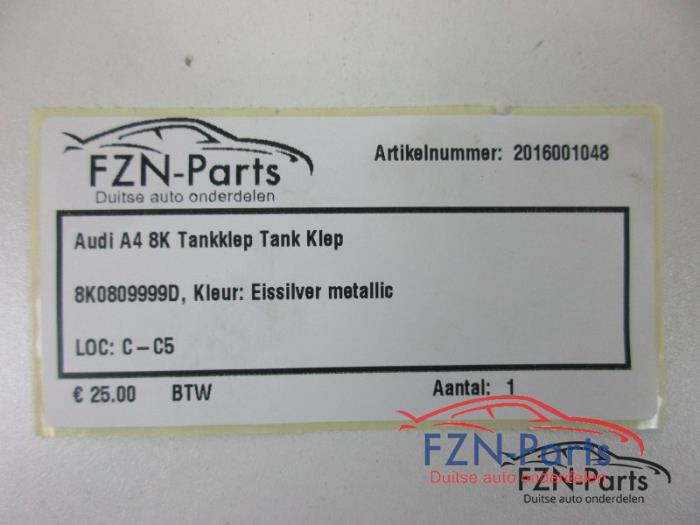 FZN-Parts
Duitse auto onderdelen
Artikelnummer: 2016001048
Audi A4 8K Tankklep Tank Klep
8K0809999D, Kleur: Eissilver metallic
LOC: C – C5
€ 25.00 BTW Aantal: 1
FZN-Parts
Duitse auto onderdelen
FZN-Parts
Duitse auto onderdelen